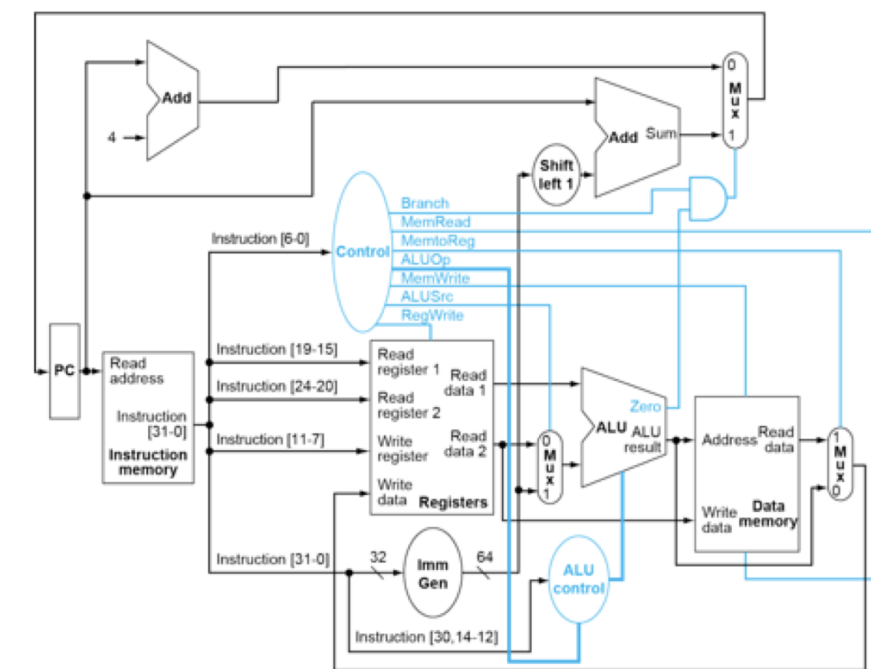 0
Mux
1
Add
4
Add Sum
Shift
left 1
Branch
MemRead
MemtoReg
ALUOp
MemWrite
ALUSrc
RegWrite
Control
Instruction [6-0]
PC
Read
address
Instruction
[31-0]
Instruction
memory
Instruction [19-15]
Instruction [24-20]
Instruction [11-7]
Read
register 1
Read
data 1
Read
register 2
Write
register
Read
data 2
Write
data
Registers
0
Mux
1
Zero
ALU
ALU
result
Address
Read
data
Write
data
Data
memory
1
Mux
0
Instruction [31-0]
32
Imm
Gen
64
ALU
control
Instruction [30,14-12]